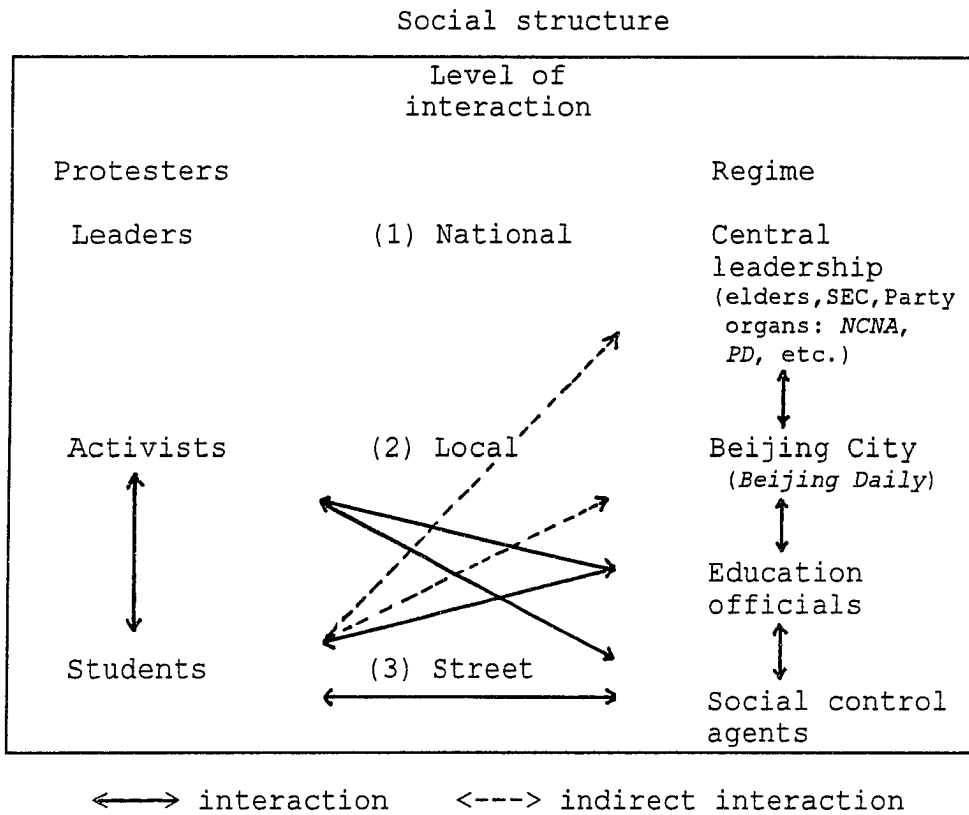 Social structure
Level of
interaction
Protesters
Regime
Leaders
(1) National
Central
leadership
(elders,SEC,Party
organs: NCNA,
PD, etc.)
Activists
(2) Local
Beijing City
(Beijing Daily)
Education
officials
Students
(3) Street
Social control
agents
interaction
indirect interaction